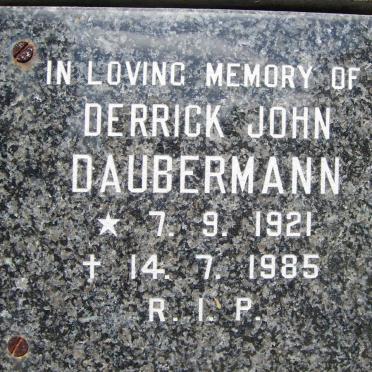 IN LOVING MEMORY OF
DERRICK JOHN
DAUBERMANN
★ 7. 9. 1921
✝ 14. 7. 1985
R. I. P.